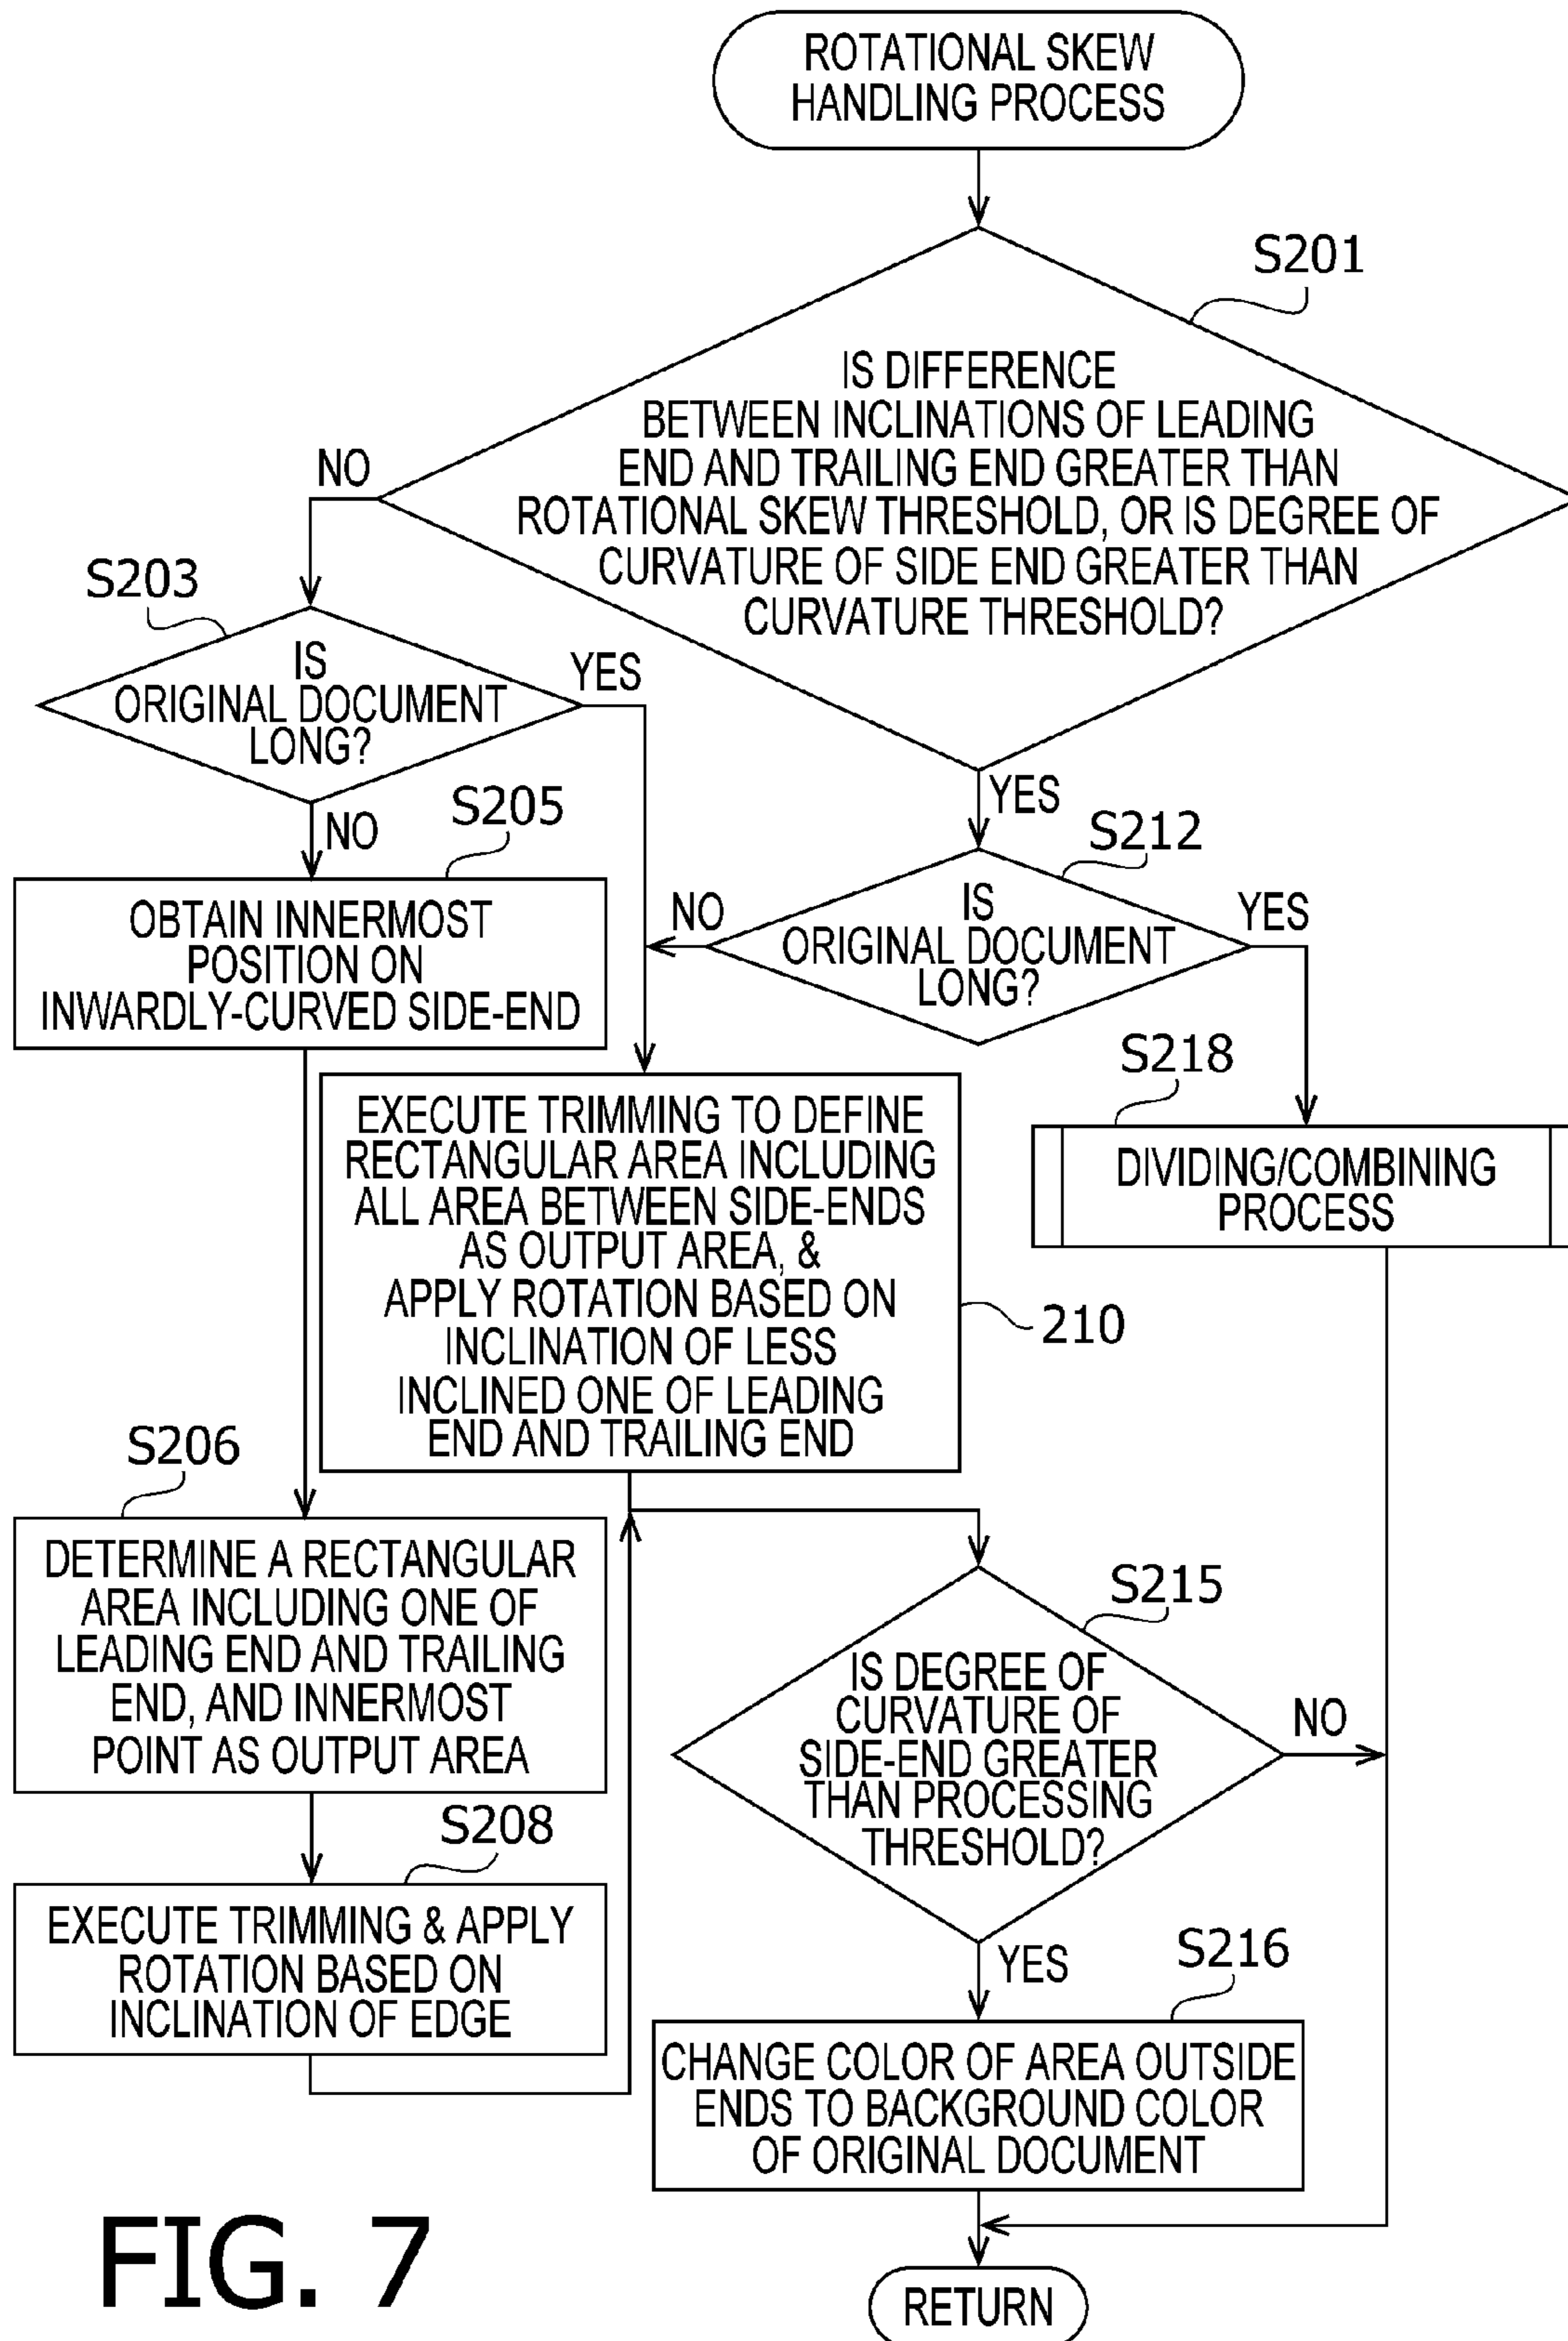 ROTATIONAL SKEW
HANDLING PROCESS
S201
IS DIFFERENCE
BETWEEN INCLINATIONS OF LEADING
END AND TRAILING END GREATER THAN
ROTATIONAL SKEW THRESHOLD, OR IS DEGREE OF
CURVATURE OF SIDE END GREATER THAN
CURVATURE THRESHOLD?
NO
YES
S203
IS
ORIGINAL DOCUMENT
LONG?
YES
NO
S205
OBTAIN INNERMOST
POSITION ON
INWARDLY-CURVED SIDE-END
S212
IS
ORIGINAL DOCUMENT
LONG?
NO
YES
S218
DIVIDING/COMBINING
PROCESS
EXECUTE TRIMMING TO DEFINE
RECTANGULAR AREA INCLUDING
ALL AREA BETWEEN SIDE-ENDS
AS OUTPUT AREA, &
APPLY ROTATION BASED ON
INCLINATION OF LESS
INCLINED ONE OF LEADING
END AND TRAILING END
210
S206
DETERMINE A RECTANGULAR
AREA INCLUDING ONE OF
LEADING END AND TRAILING
END, AND INNERMOST
POINT AS OUTPUT AREA
S208
EXECUTE TRIMMING & APPLY
ROTATION BASED ON
INCLINATION OF EDGE
S215
IS DEGREE OF
CURVATURE OF
SIDE-END GREATER
THAN PROCESSING
THRESHOLD?
NO
YES
S216
CHANGE COLOR OF AREA OUTSIDE
ENDS TO BACKGROUND COLOR
OF ORIGINAL DOCUMENT
RETURN
FIG. 7